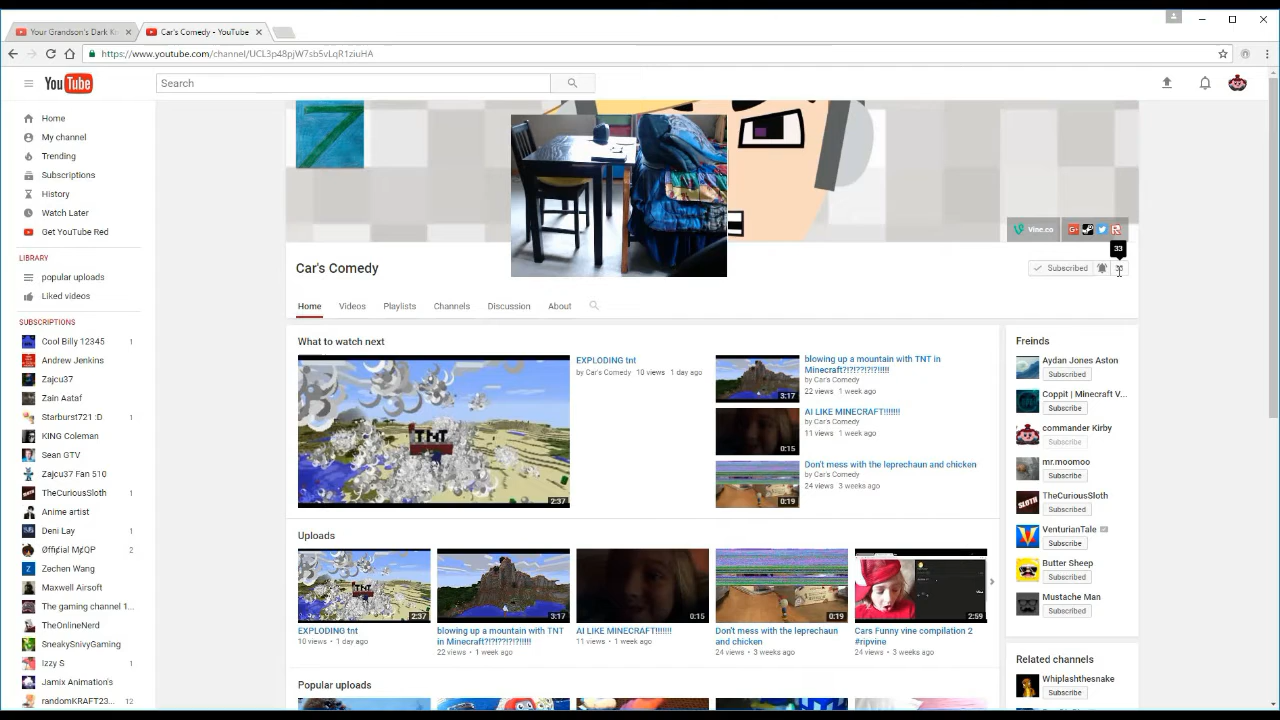 Your Grandson's Dark K
Car's Comedy - YouTube
https://www.youtube.com/channel/UCL3p48pjW7sb5vLqR1ziuHA
YouTube
Search
Home
My channel
Trending
Subscriptions
History
Watch Later
Get YouTube Red
LIBRARY
popular uploads
Liked videos
SUBSCRIPTIONS
Cool Billy 12345 1
Andrew Jenkins
Zajcu37
Zain Aataf
Starburst721 :D 1
KING Coleman
Sean GTV
Zajcu37 Fan 510
TheCuriousSloth 1
Anime artist
Deni Lay 1
Øffiçial MȼQP 2
Zechen Wang
Maxwell Airsoft
The gaming channel 1...
TheOnlineNerd
SneakySnivyGaming
Izzy S 1
Jamix Animation's
randomKRAFT23... 12
Vine.co
33
Car's Comedy
Subscribed
Home
Videos
Playlists
Channels
Discussion
About
What to watch next
2:37
EXPLODING tnt
by Car's Comedy 10 views 1 day ago
3:17
blowing up a mountain with TNT in
Minecraft?!?!??!?!?!!!!!
by Car's Comedy
22 views 1 week ago
0:15
AI LIKE MINECRAFT!!!!!!!
by Car's Comedy
11 views 1 week ago
0:19
Don't mess with the leprechaun and chicken
by Car's Comedy
24 views 3 weeks ago
Uploads
2:37
EXPLODING tnt
10 views • 1 day ago
3:17
blowing up a mountain with TNT
in Minecraft?!?!??!?!?!!!!!
22 views • 1 week ago
0:15
AI LIKE MINECRAFT!!!!!!!
11 views • 1 week ago
0:19
Don't mess with the leprechaun
and chicken
24 views • 3 weeks ago
2:59
Cars Funny vine compilation 2
#ripvine
24 views • 3 weeks ago
Popular uploads
Freinds
Aydan Jones Aston
Subscribed
Coppit | Minecraft V...
Subscribe
commander Kirby
Subscribe
mr.moomoo
Subscribe
TheCuriousSloth
Subscribed
VenturianTale
Subscribe
Butter Sheep
Subscribed
Mustache Man
Subscribed
Related channels
Whiplashthesnake
Subscribe